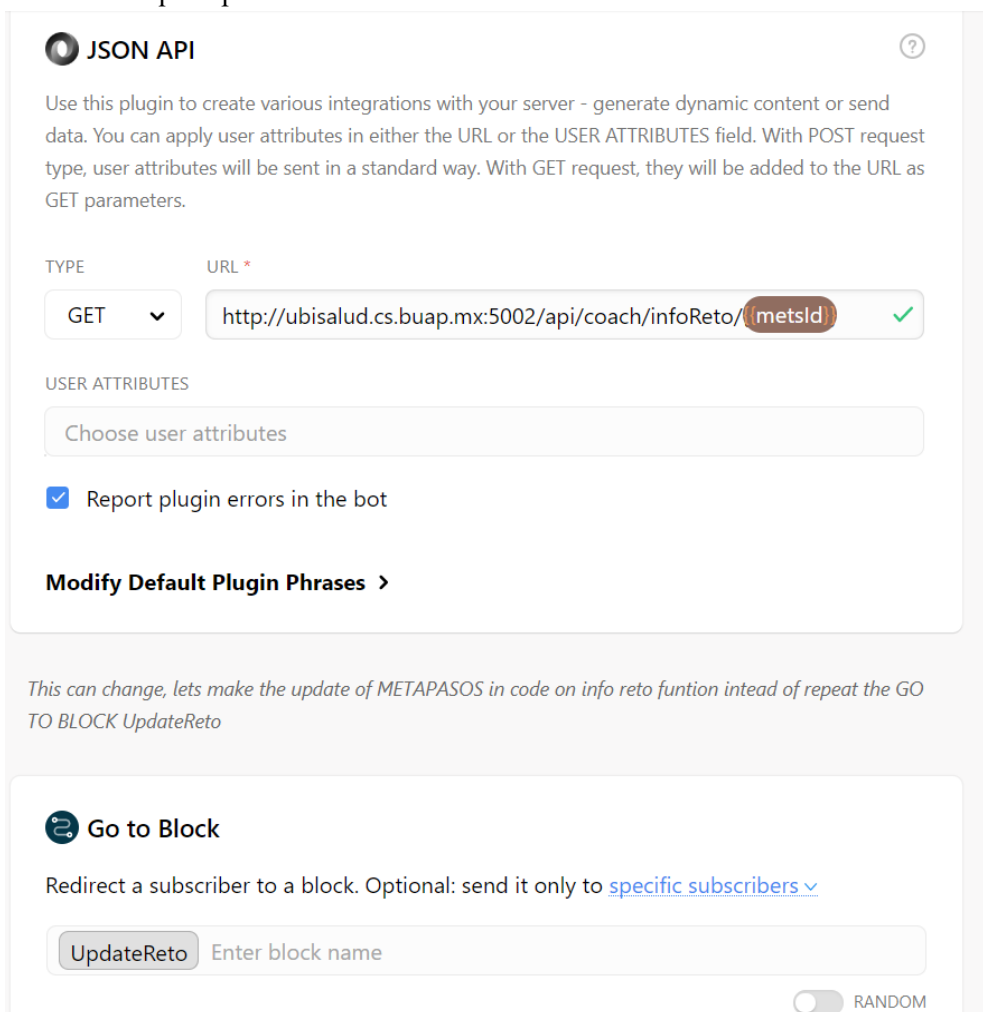 JSON API
Use this plugin to create various integrations with your server - generate dynamic content or send
data. You can apply user attributes in either the URL or the USER ATTRIBUTES field. With POST request
type, user attributes will be sent in a standard way. With GET request, they will be added to the URL as
GET parameters.
TYPE URL *
GET http://ubisalud.cs.buap.mx:5002/api/coach/infoReto/{{metsId}}
USER ATTRIBUTES
Choose user attributes
Report plugin errors in the bot
Modify Default Plugin Phrases >
This can change, lets make the update of METAPASOS in code on info reto funtion intead of repeat the GO
TO BLOCK UpdateReto
Go to Block
Redirect a subscriber to a block. Optional: send it only to specific subscribers
UpdateReto Enter block name
RANDOM